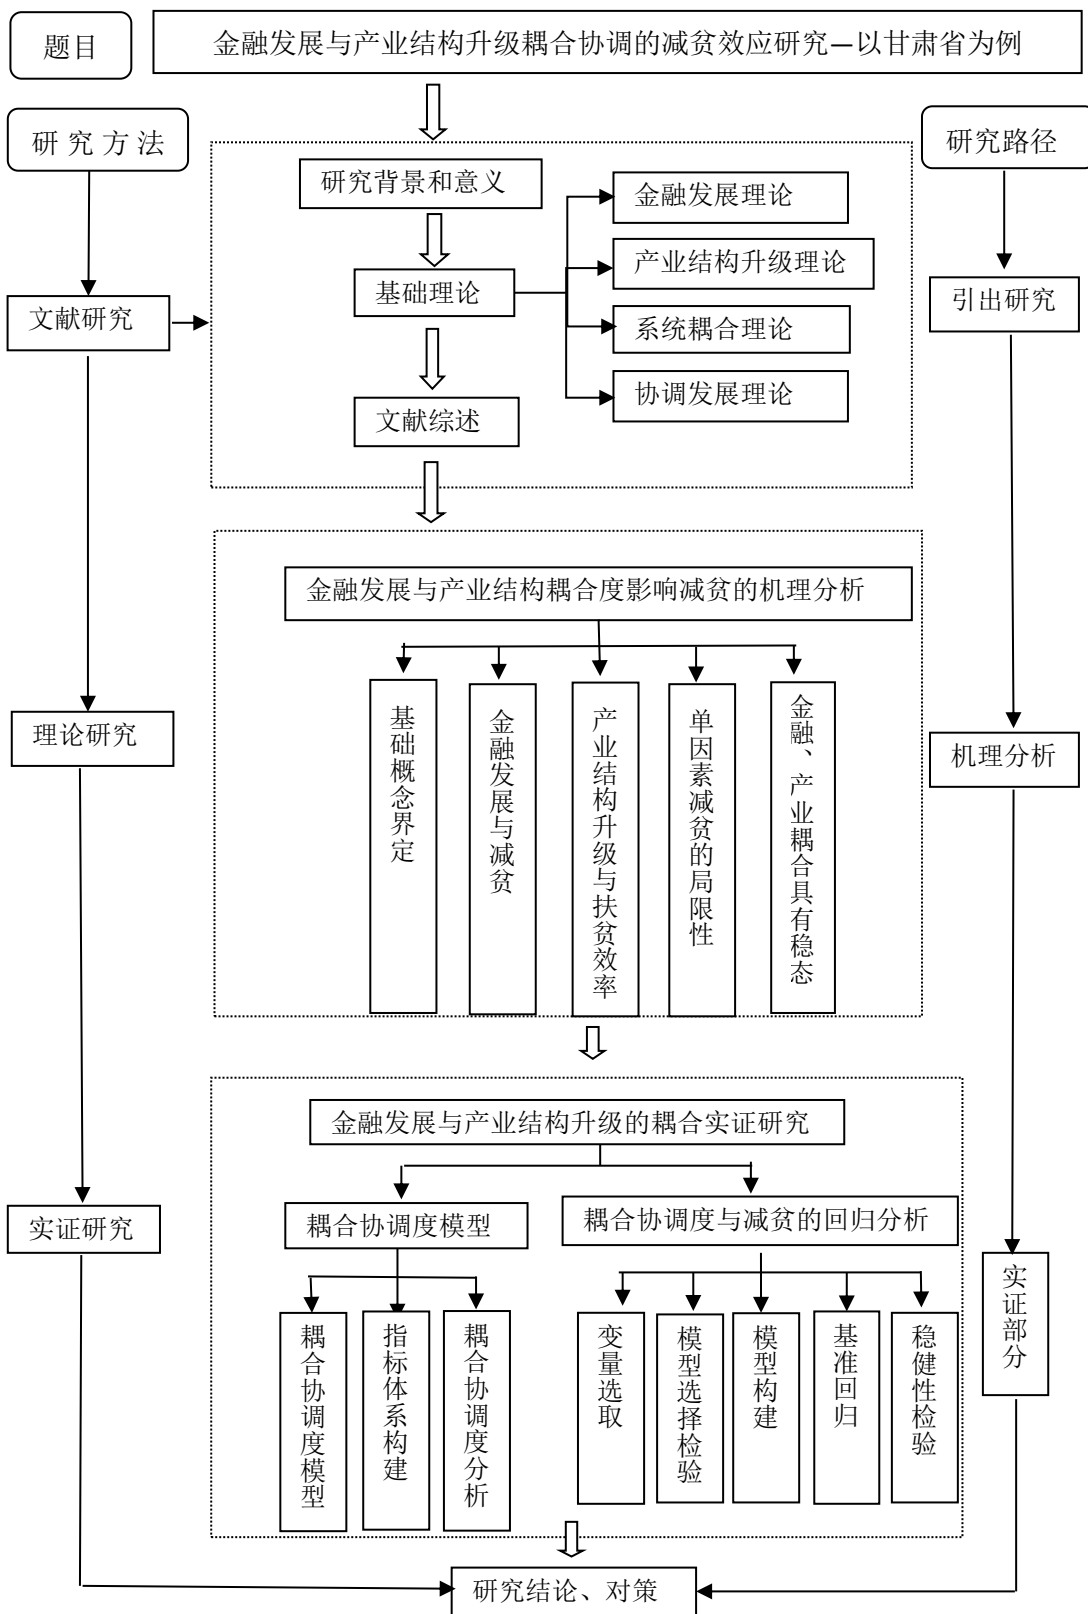 题目
金融发展与产业结构升级耦合协调的减贫效应研究—以甘肃省为例
研究方法
研究路径
研究背景和意义
金融发展理论
产业结构升级理论
基础理论
系统耦合理论
协调发展理论
文献研究
引出研究
文献综述
金融发展与产业结构耦合度影响减贫的机理分析
基础概念界定
金融发展与减贫
产业结构升级与扶贫效率
单因素减贫的局限性
金融、产业耦合具有稳态
理论研究
机理分析
金融发展与产业结构升级的耦合实证研究
实证研究
耦合协调度模型
耦合协调度与减贫的回归分析
耦合协调度模型
指标体系构建
耦合协调度分析
变量选取
模型选择检验
模型构建
基准回归
稳健性检验
实证部分
研究结论、对策